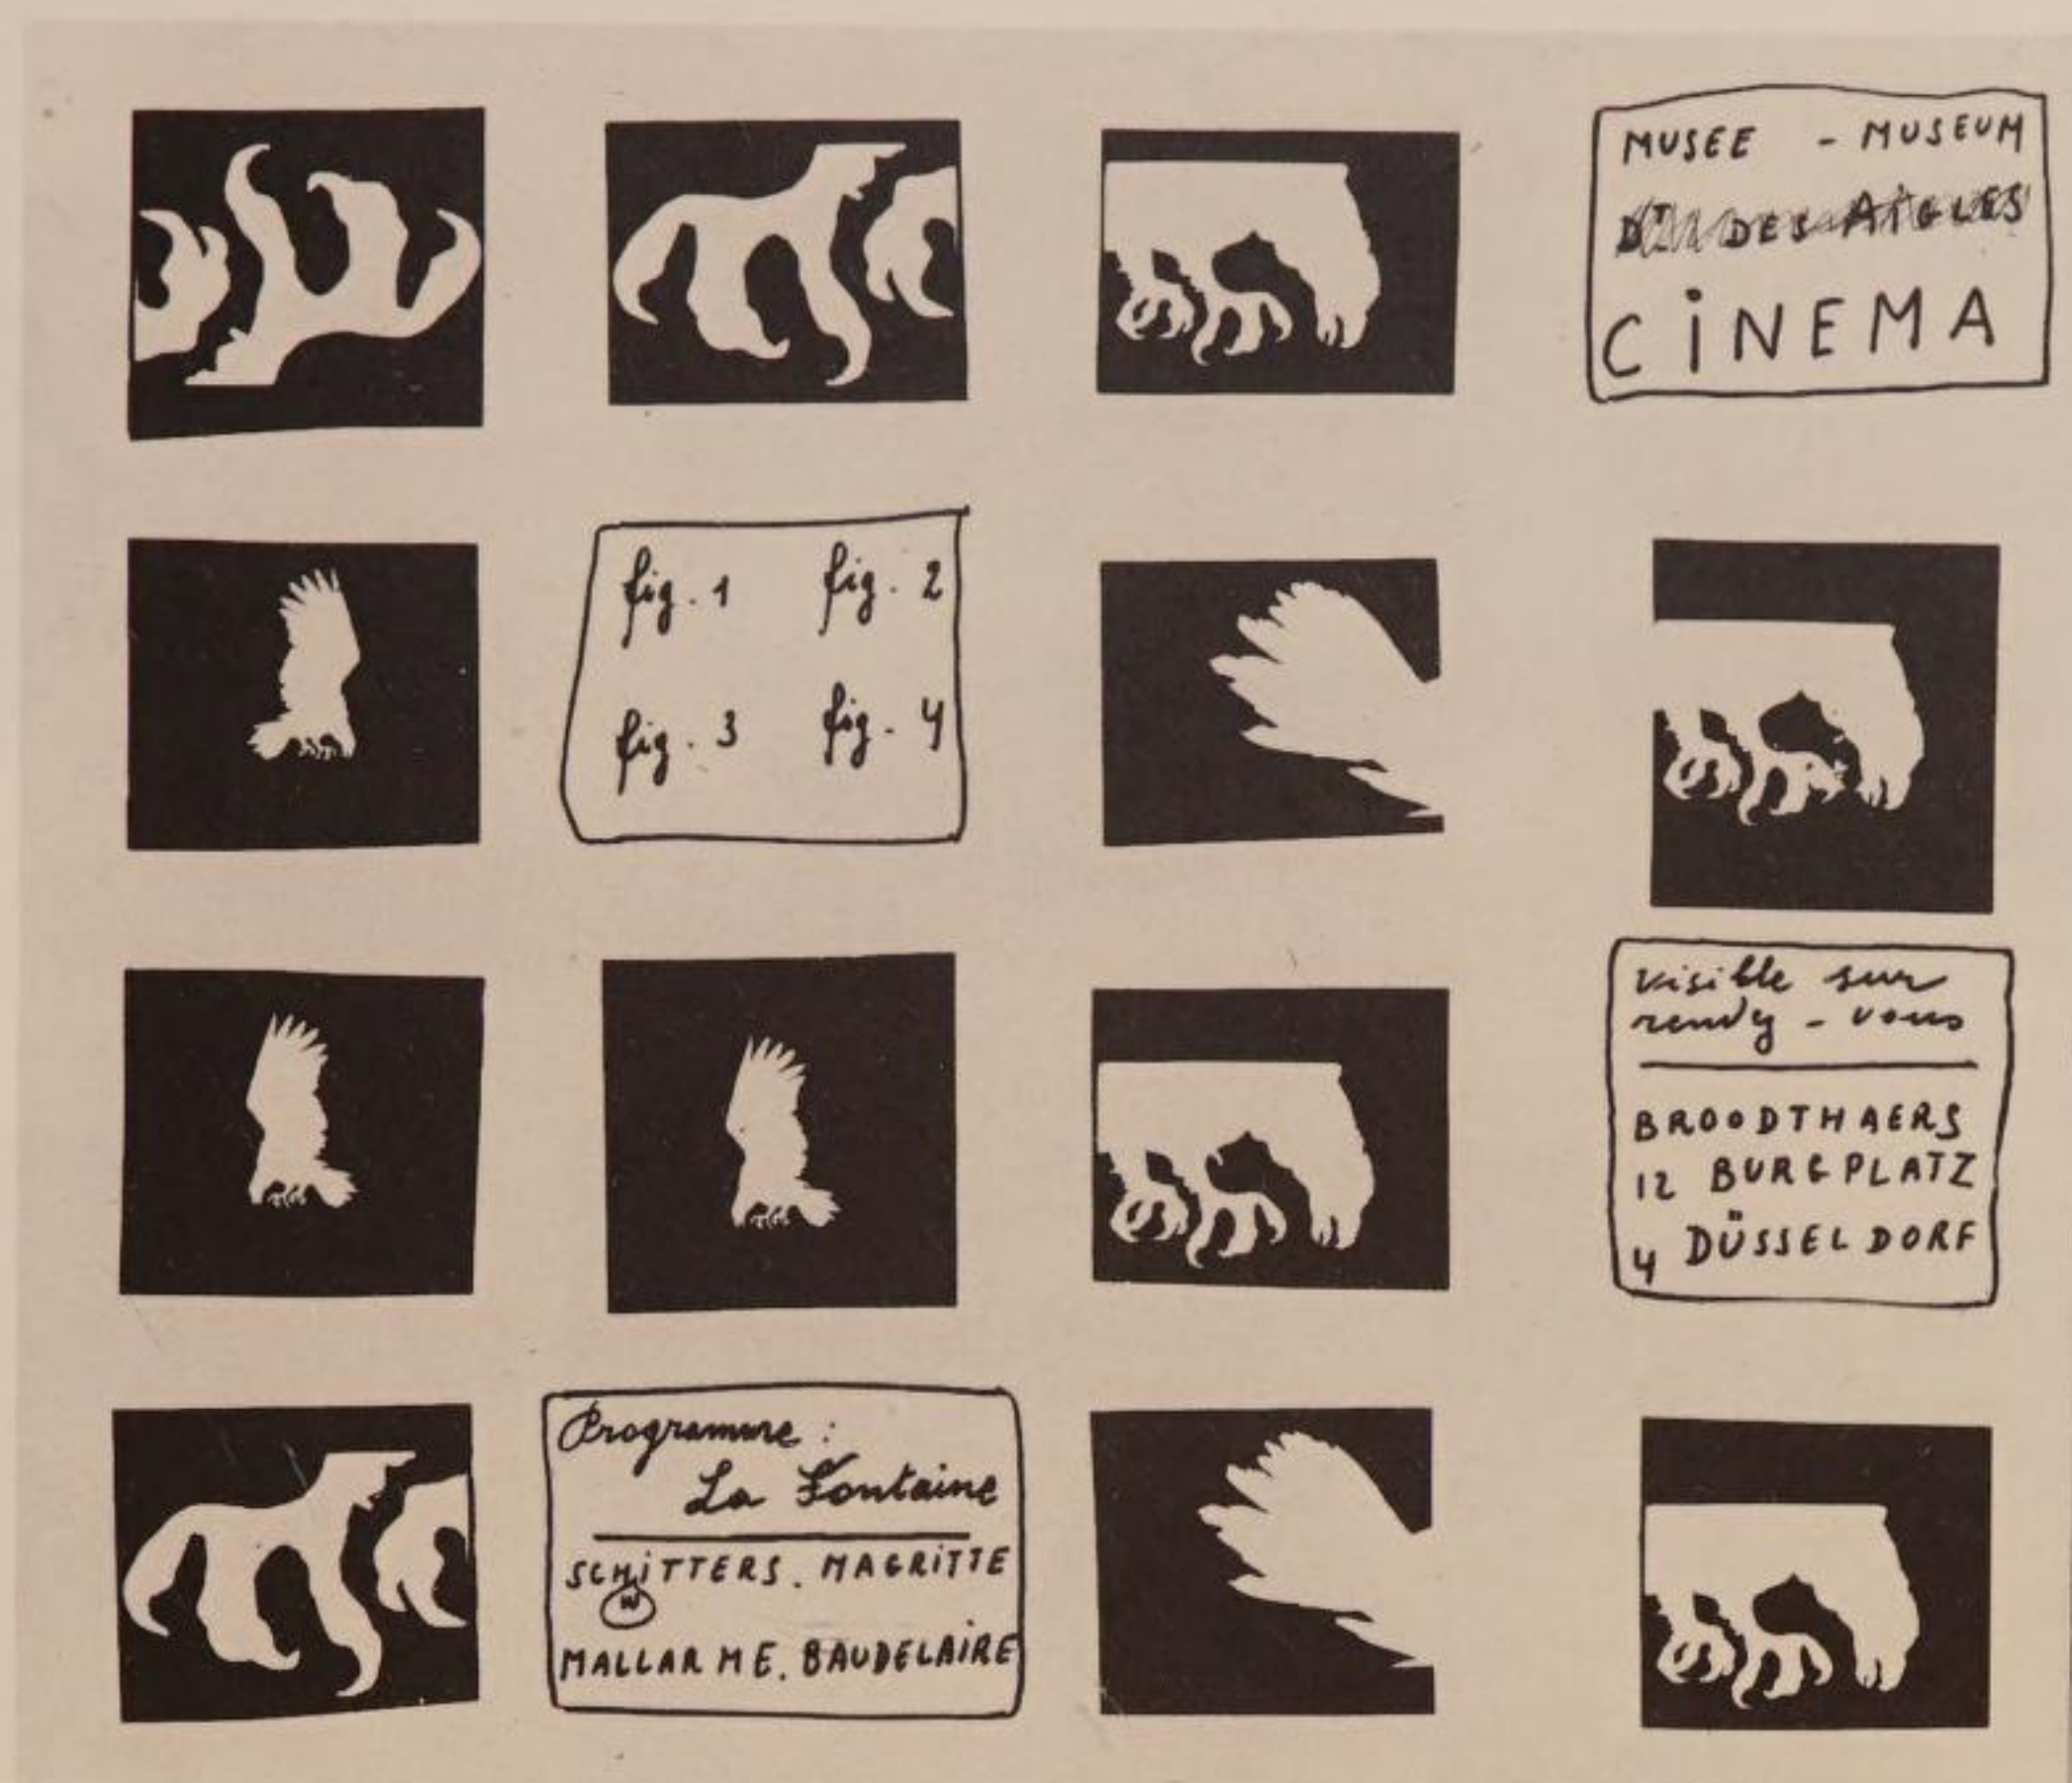 MUSEE - MUSEUM
DES AIGLES
CINEMA
fig. 1 fig. 2
fig. 3 fig. 4
visible sur
rendez-vous
BROODTHAERS
12 BURGPLATZ
4 DÜSSELDORF
Programme :
La Fontaine
SCHITTERS. MAGRITTE
W
MALLARME. BAUDELAIRE